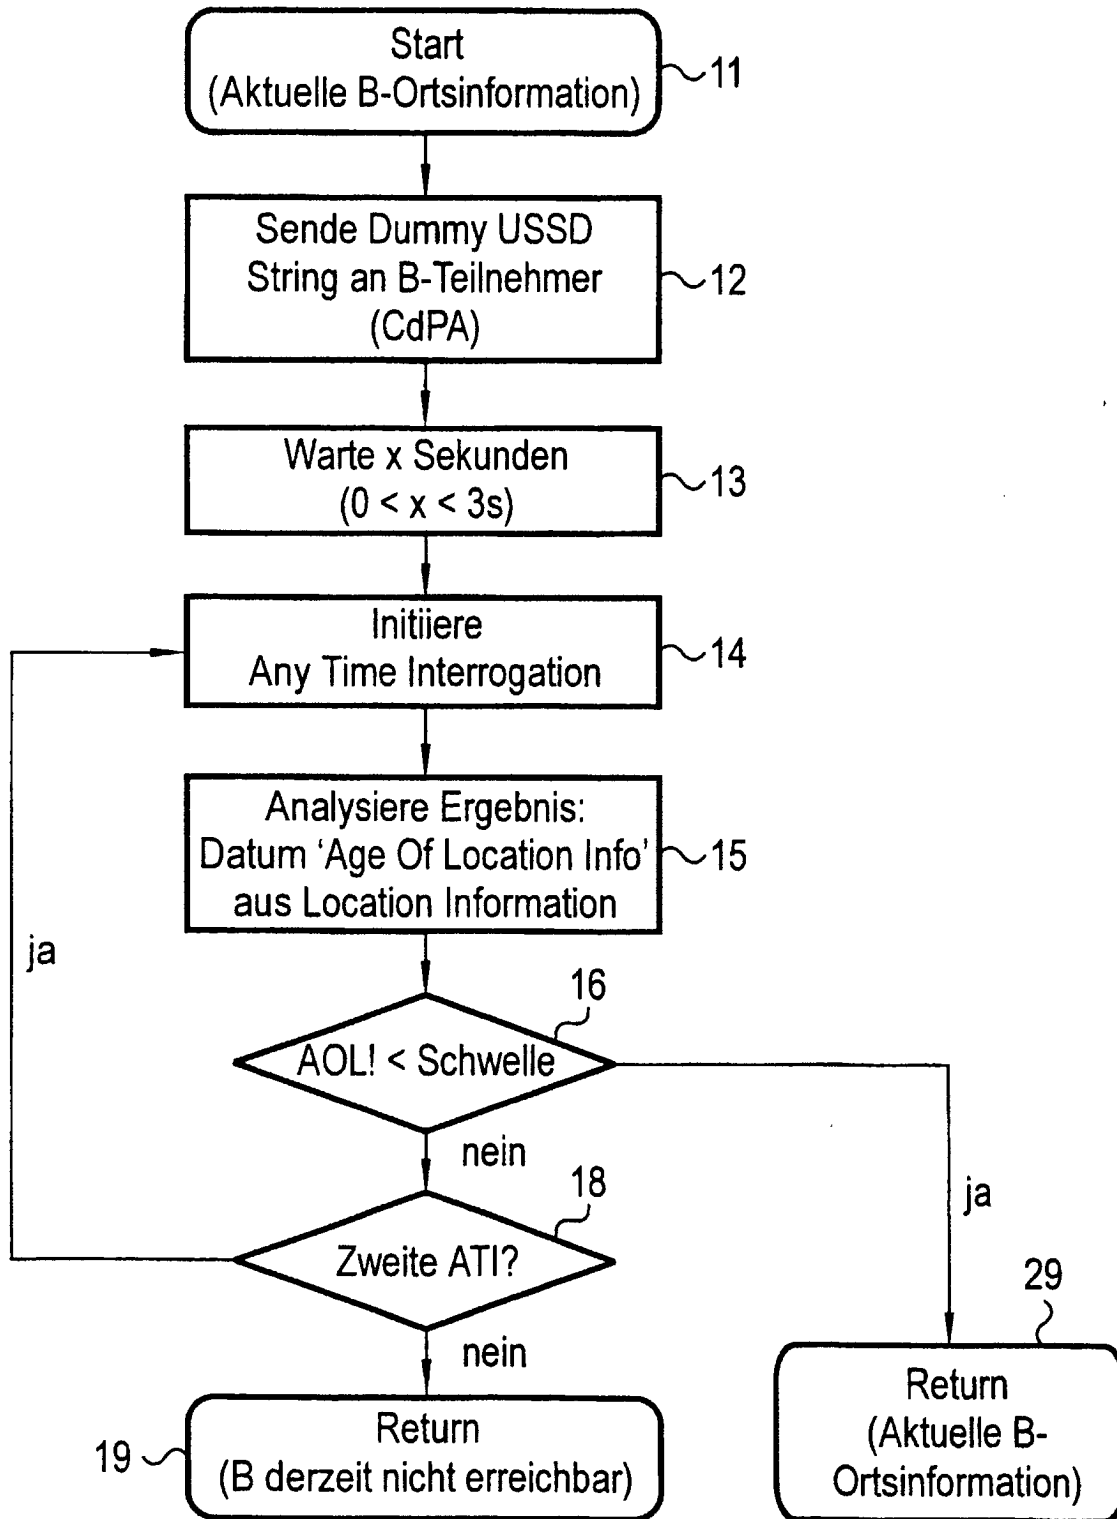 Start
(Aktuelle B-Ortsinformation)
11
Sende Dummy USSD
String an B-Teilnehmer
(CdPA)
12
Warte x Sekunden
(0 < x < 3s)
13
Initiiere
Any Time Interrogation
14
Analysiere Ergebnis:
Datum ‘Age Of Location Info’
aus Location Information
15
ja
16
AOL! < Schwelle
nein
ja
18
Zweite ATI?
nein
29
Return
(B derzeit nicht erreichbar)
19
Return
(Aktuelle B-
Ortsinformation)